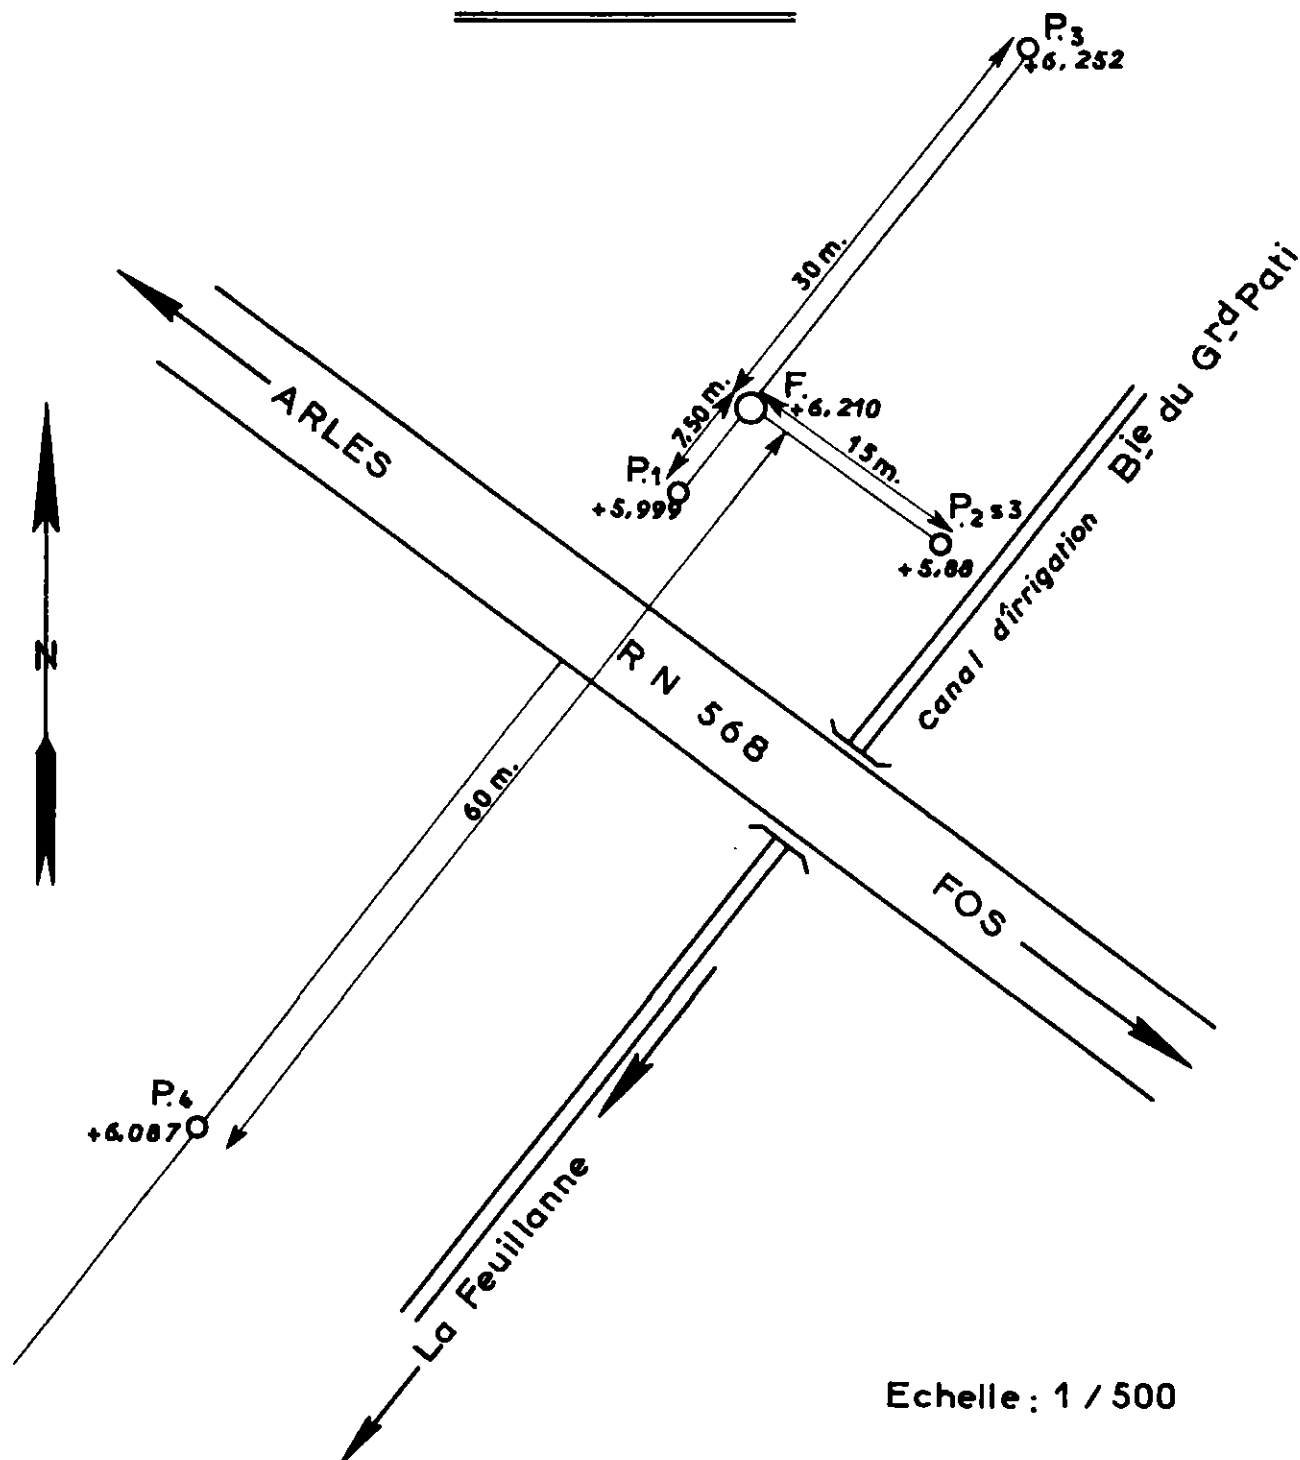 P.3
+6,252
30 m.
Bie du Grd Pati
F.
+6,210
7,50 m.
15 m.
ARLES
P.1
+5,999
P.2 s3
+5,88
canal d'irrigation
N
R N 568
60 m.
FOS
P.4
+6,087
La Feuillanne
Echelle : 1 / 500